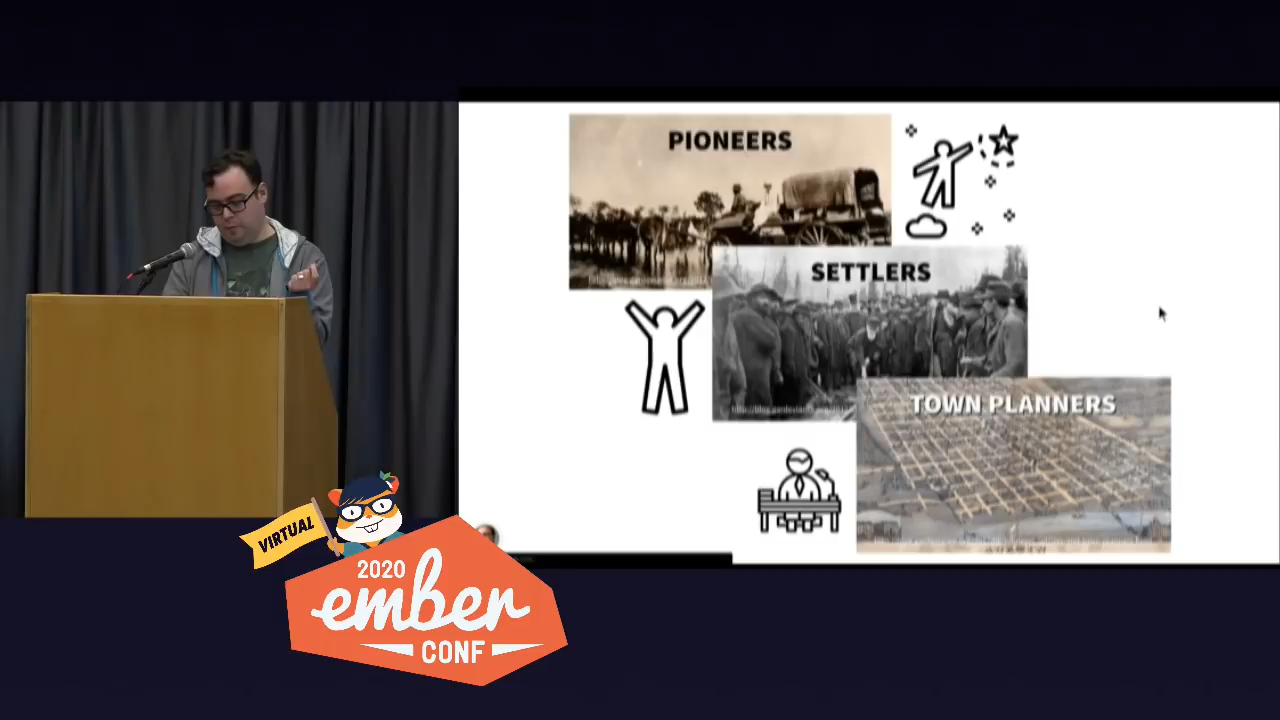 PIONEERS
SETTLERS
TOWN PLANNERS
VIRTUAL
2020
ember
CONF